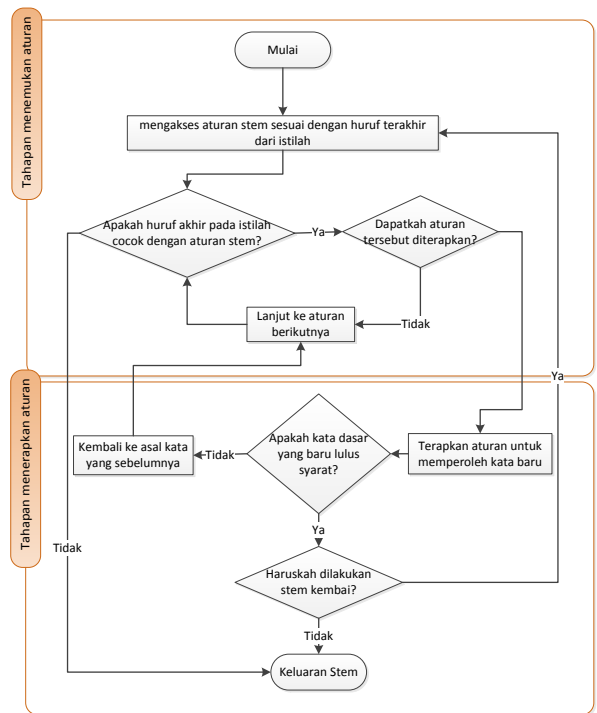 Tahapan menemukan aturan
Mulai
mengakses aturan stem sesuai dengan huruf terakhir
dari istilah
Apakah huruf akhir pada istilah
cocok dengan aturan stem?
Ya
Dapatkah aturan
tersebut diterapkan?
Lanjut ke aturan
berikutnya
Tidak
Ya
Tahapan menerapkan aturan
Kembali ke asal kata
yang sebelumnya
Tidak
Apakah kata dasar
yang baru lulus
syarat?
Terapkan aturan untuk
memperoleh kata baru
Ya
Tidak
Haruskah dilakukan
stem kembai?
Tidak
Keluaran Stem